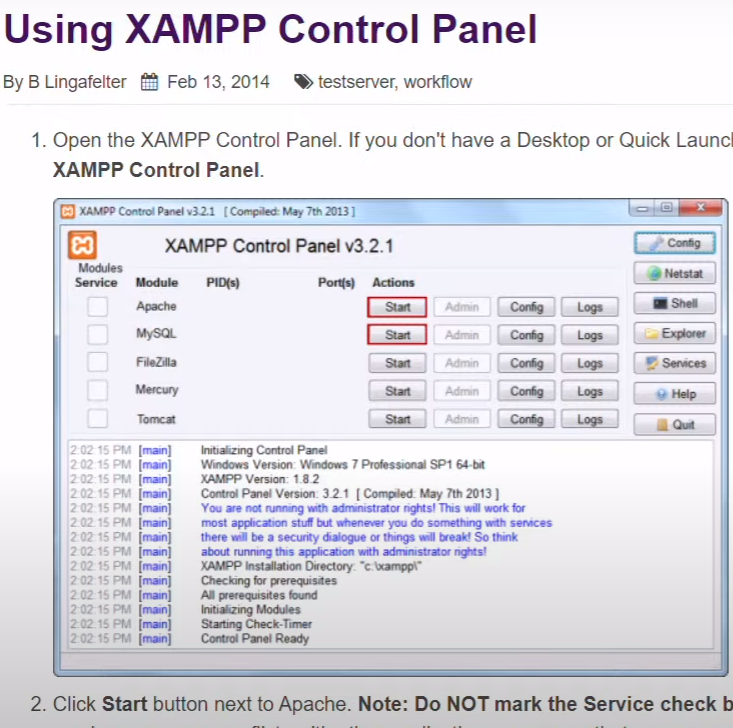 Using XAMPP Control Panel
By B Lingafelter Feb 13, 2014 testserver, workflow
1. Open the XAMPP Control Panel. If you don't have a Desktop or Quick
XAMPP Control Panel.
XAMPP Control Panel v3.2.1 [ Compiled: May 7th 2013 ]
XAMPP Control Panel v3.2.1 Config
Modules
Service Module PID(s) Port(s) Actions Netstat
Apache Start Admin Config Logs Shell
MySQL Start Admin Config Logs Explorer
FileZilla Start Admin Config Logs Services
Mercury Start Admin Config Logs Help
Tomcat Start Admin Config Logs Quit
2:02:15 PM [main] Initializing Control Panel
2:02:15 PM [main] Windows Version: Windows 7 Professional SP1 64-bit
2:02:15 PM [main] XAMPP Version: 1.8.2
2:02:15 PM [main] Control Panel Version: 3.2.1 [ Compiled: May 7th 2013 ]
2:02:15 PM [main] You are not running with administrator rights! This will work for
2:02:15 PM [main] most application stuff but whenever you do something with services
2:02:15 PM [main] there will be a security dialogue or things will break! So think
2:02:15 PM [main] about running this application with administrator rights!
2:02:15 PM [main] XAMPP Installation Directory: "c:\xampp\"
2:02:15 PM [main] Checking for prerequisites
2:02:15 PM [main] All prerequisites found
2:02:15 PM [main] Initializing Modules
2:02:15 PM [main] Starting Check-Timer
2:02:15 PM [main] Control Panel Ready
2. Click Start button next to Apache. Note: Do NOT mark the Service check